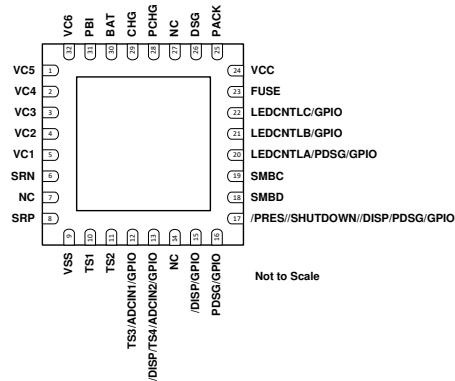 VC6
PBI
BAT
CHG
PCHG
NC
DSG
PACK
32
31
30
29
28
27
26
25
VC5 1
VC4 2
VC3 3
VC2 4
VC1 5
SRN 6
NC 7
SRP 8
24 VCC
23 FUSE
22 LEDCNTLC/GPIO
21 LEDCNTLB/GPIO
20 LEDCNTLA/PDSG/GPIO
19 SMBC
18 SMBD
17 /PRES//SHUTDOWN//DISP/PDSG/GPIO
9
10
11
12
13
14
15
16
VSS
TS1
TS2
TS3/ADCIN1/GPIO
/DISP/TS4/ADCIN2/GPIO
NC
/DISP/GPIO
PDSG/GPIO
Not to Scale